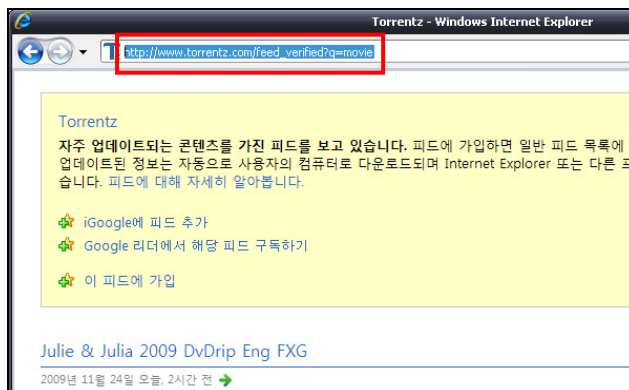 Torrentz - Windows Internet Explorer
http://www.torrentz.com/feed_verified?q=movie
Torrentz
자주 업데이트되는 콘텐츠를 가진 피드를 보고 있습니다. 피드에 가입하면 일반 피드 목록에
업데이트된 정보는 자동으로 사용자의 컴퓨터로 다운로드되며 Internet Explorer 또는 다른
습니다. 피드에 대해 자세히 알아봅니다.
iGoogle에 피드 추가
Google 리더에서 해당 피드 구독하기
이 피드에 가입
Julie & Julia 2009 DvDrip Eng FXG
2009년 11월 24일 오늘, 2시간 전